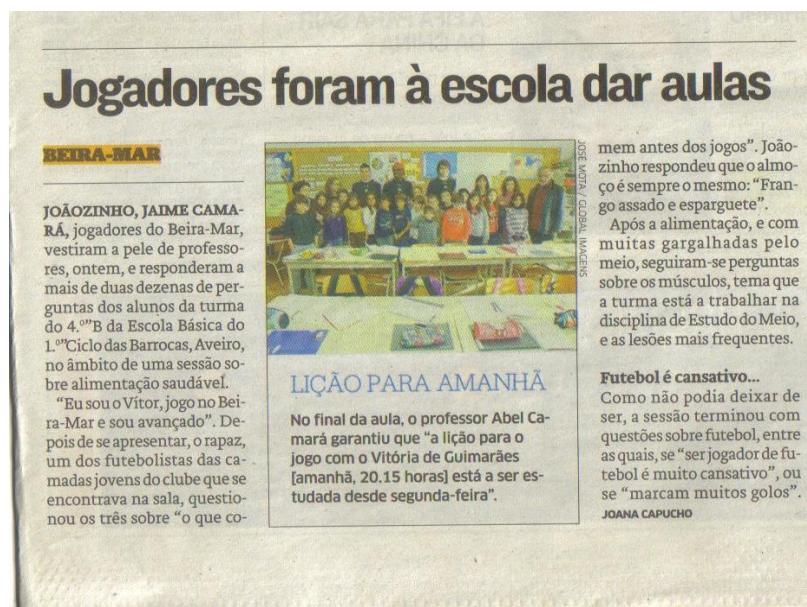 Jogadores foram à escola dar aulas
BEIRA-MAR
JOÃOZINHO, JAIME CAMA-
RÁ, jogadores do Beira-Mar,
vestiram a pele de professo-
res, ontem, e responderam a
mais de duas dezenas de per-
guntas dos alunos da turma
do 4.º"B da Escola Básica do
1.º"Ciclo das Barrocas, Aveiro,
no âmbito de uma sessão so-
bre alimentação saudável.
"Eu sou o Vítor, jogo no Bei-
ra-Mar e sou avançado". De-
pois de se apresentar, o rapaz,
um dos futebolistas das ca-
madas jovens do clube que se
encontrava na sala, questio-
nou os três sobre "o que co-
JOSÉ MOTA / GLOBAL IMAGENS
LIÇÃO PARA AMANHÃ
No final da aula, o professor Abel Ca-
mará garantiu que "a lição para o
jogo com o Vitória de Guimarães
[amanhã, 20.15 horas] está a ser es-
tudada desde segunda-feira".
mem antes dos jogos". João-
zinho respondeu que o almo-
ço é sempre o mesmo: "Fran-
go assado e esparguete".
Após a alimentação, e com
muitas gargalhadas pelo
meio, seguiram-se perguntas
sobre os músculos, tema que
a turma está a trabalhar na
disciplina de Estudo do Meio,
e as lesões mais frequentes.
Futebol é cansativo...
Como não podia deixar de
ser, a sessão terminou com
questões sobre futebol, entre
as quais, se "ser jogador de fu-
tebol é muito cansativo", ou
se "marcam muitos golos".
JOANA CAPUCHO